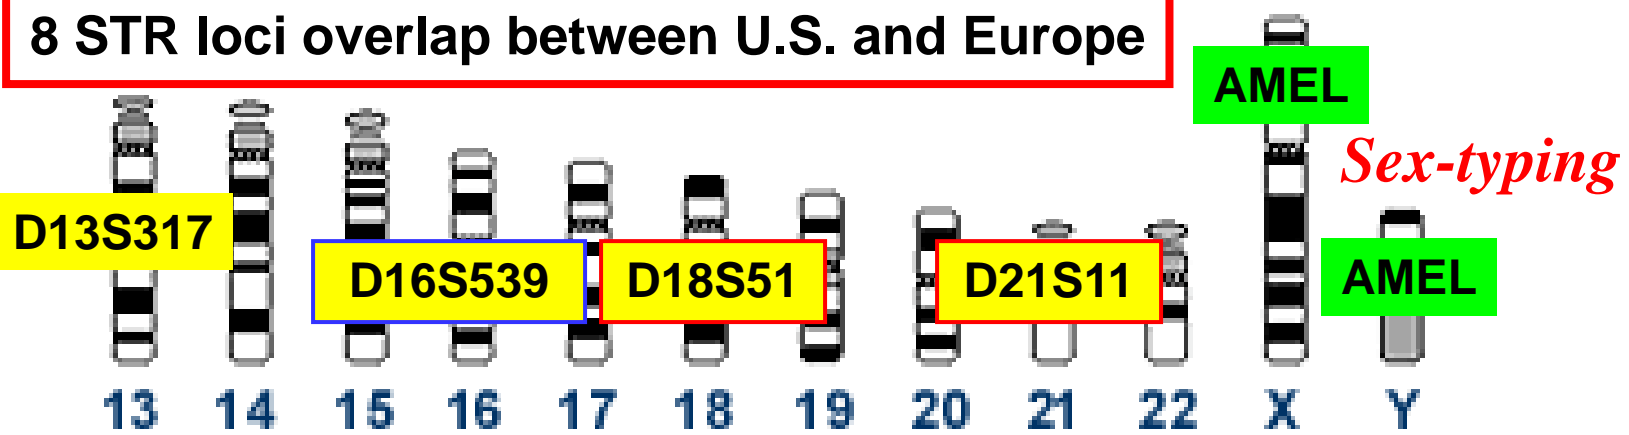 8 STR loci overlap between U.S. and Europe
AMEL
Sex-typing
D13S317
D16S539 D18S51 D21S11 AMEL
13 14 15 16 17 18 19 20 21 22 X Y